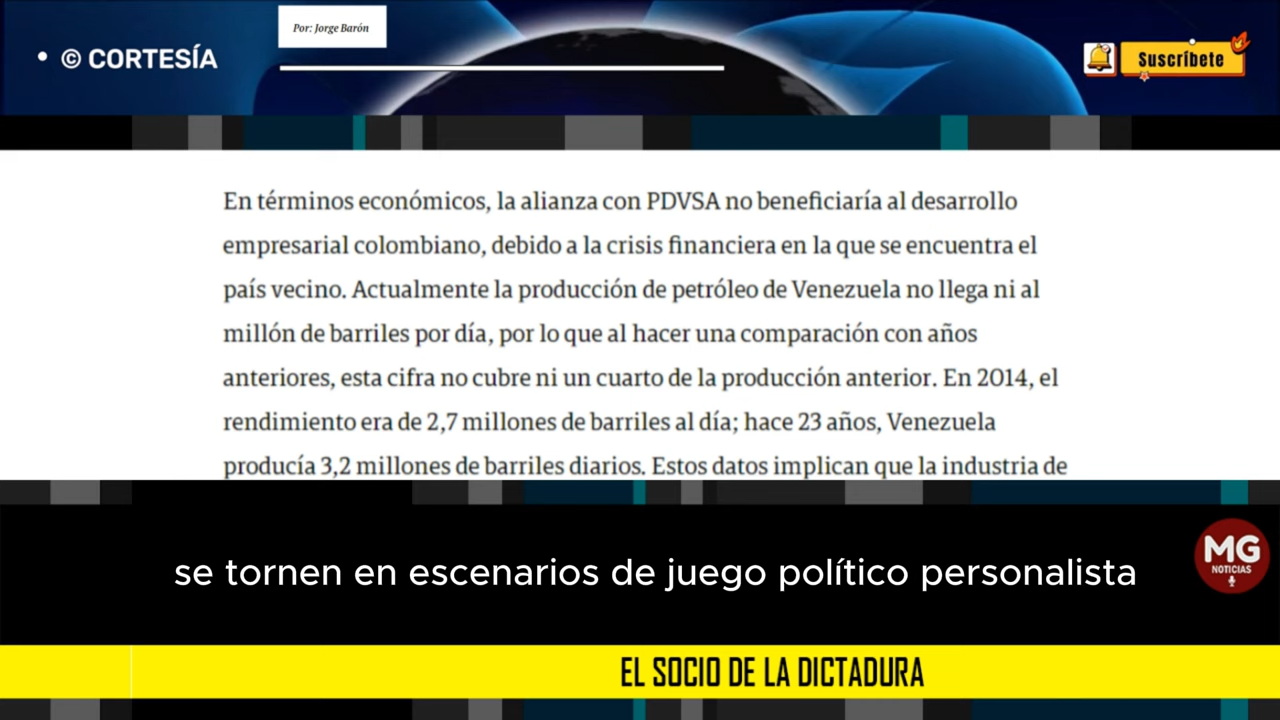 Por: Jorge Barón
• © CORTESÍA
Suscríbete
En términos económicos, la alianza con PDVSA no beneficiaría al desarrollo
empresarial colombiano, debido a la crisis financiera en la que se encuentra el
país vecino. Actualmente la producción de petróleo de Venezuela no llega ni al
millón de barriles por día, por lo que al hacer una comparación con años
anteriores, esta cifra no cubre ni un cuarto de la producción anterior. En 2014, el
rendimiento era de 2,7 millones de barriles al día; hace 23 años, Venezuela
producía 3,2 millones de barriles diarios. Estos datos implican que la industria de
se tornen en escenarios de juego político personalista
MG
NOTICIAS
EL SOCIO DE LA DICTADURA